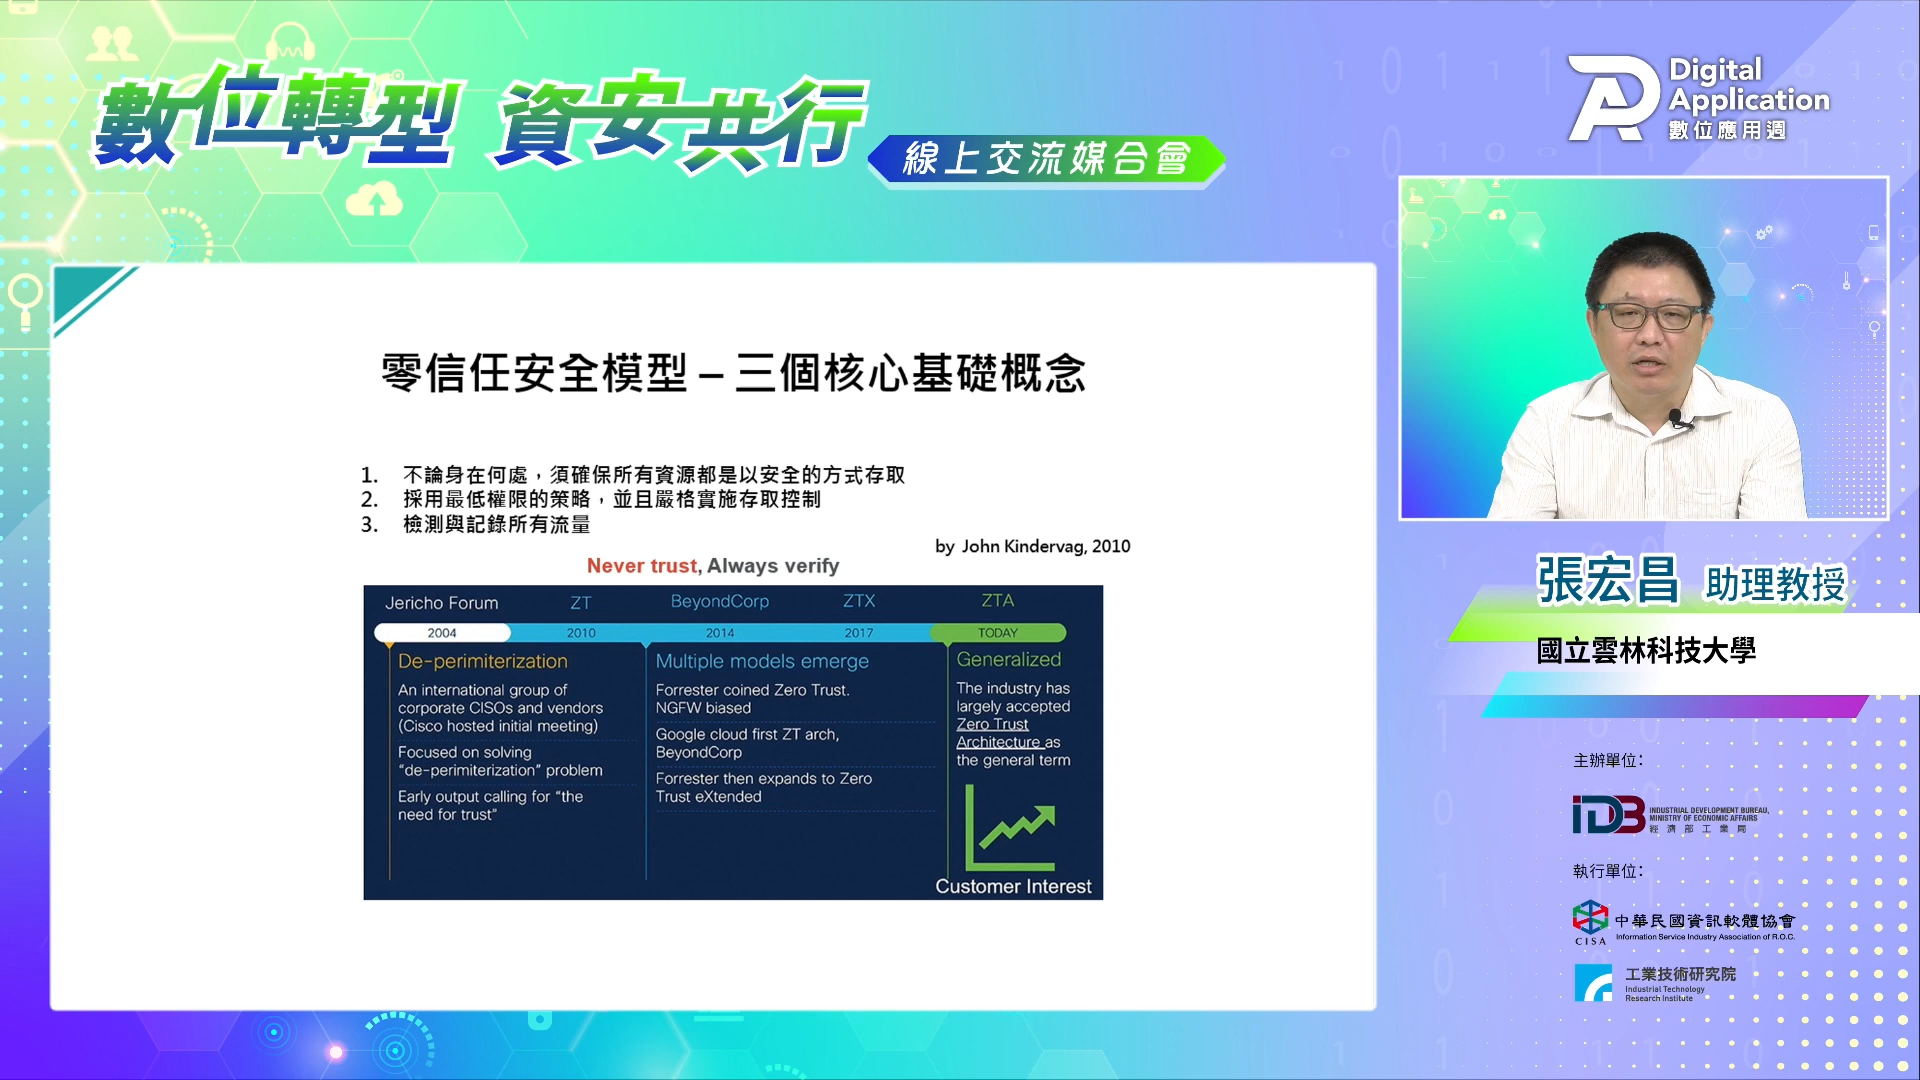 數位轉型 資安共行
線上交流媒合會
Digital
Application
數位應用週
零信任安全模型 – 三個核心基礎概念
1. 不論身在何處，須確保所有資源都是以安全的方式存取
2. 採用最低權限的策略，並且嚴格實施存取控制
3. 檢測與記錄所有流量
by John Kindervag, 2010
Never trust, Always verify
Jericho Forum ZT BeyondCorp ZTX ZTA
2004 2010 2014 2017 TODAY
De-perimiterization
An international group of
corporate CISOs and vendors
(Cisco hosted initial meeting)
Focused on solving
“de-perimiterization” problem
Early output calling for “the
need for trust”
Multiple models emerge
Forrester coined Zero Trust.
NGFW biased
Google cloud first ZT arch,
BeyondCorp
Forrester then expands to Zero
Trust eXtended
Generalized
The industry has
largely accepted
Zero Trust
Architecture as
the general term
Customer Interest
張宏昌 助理教授
國立雲林科技大學
主辦單位：
IDB
INDUSTRIAL DEVELOPMENT BUREAU,
MINISTRY OF ECONOMIC AFFAIRS
經濟部工業局
執行單位：
CISA
中華民國資訊軟體協會
Information Service Industry Association of R.O.C.
工業技術研究院
Industrial Technology
Research Institute